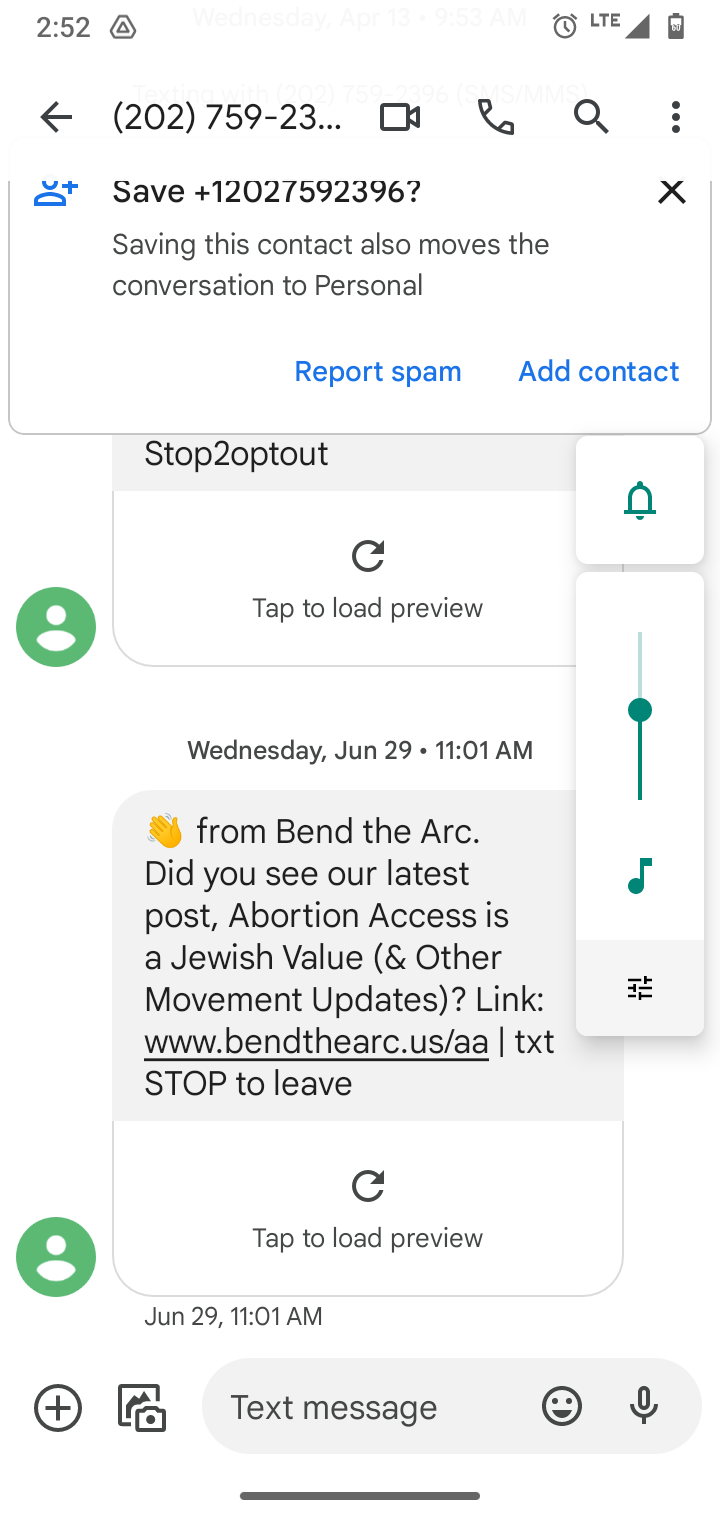 Wednesday, Apr 13 • 9:53 AM
2:52
LTE
Texting with (202) 759-2396 (SMS/MMS)
(202) 759-23...
Save +12027592396?
Saving this contact also moves the
conversation to Personal
Report spam
Add contact
Stop2optout
Tap to load preview
Wednesday, Jun 29 • 11:01 AM
👋 from Bend the Arc.
Did you see our latest
post, Abortion Access is
a Jewish Value (& Other
Movement Updates)? Link:
www.bendthearc.us/aa | txt
STOP to leave
Tap to load preview
Jun 29, 11:01 AM
Text message